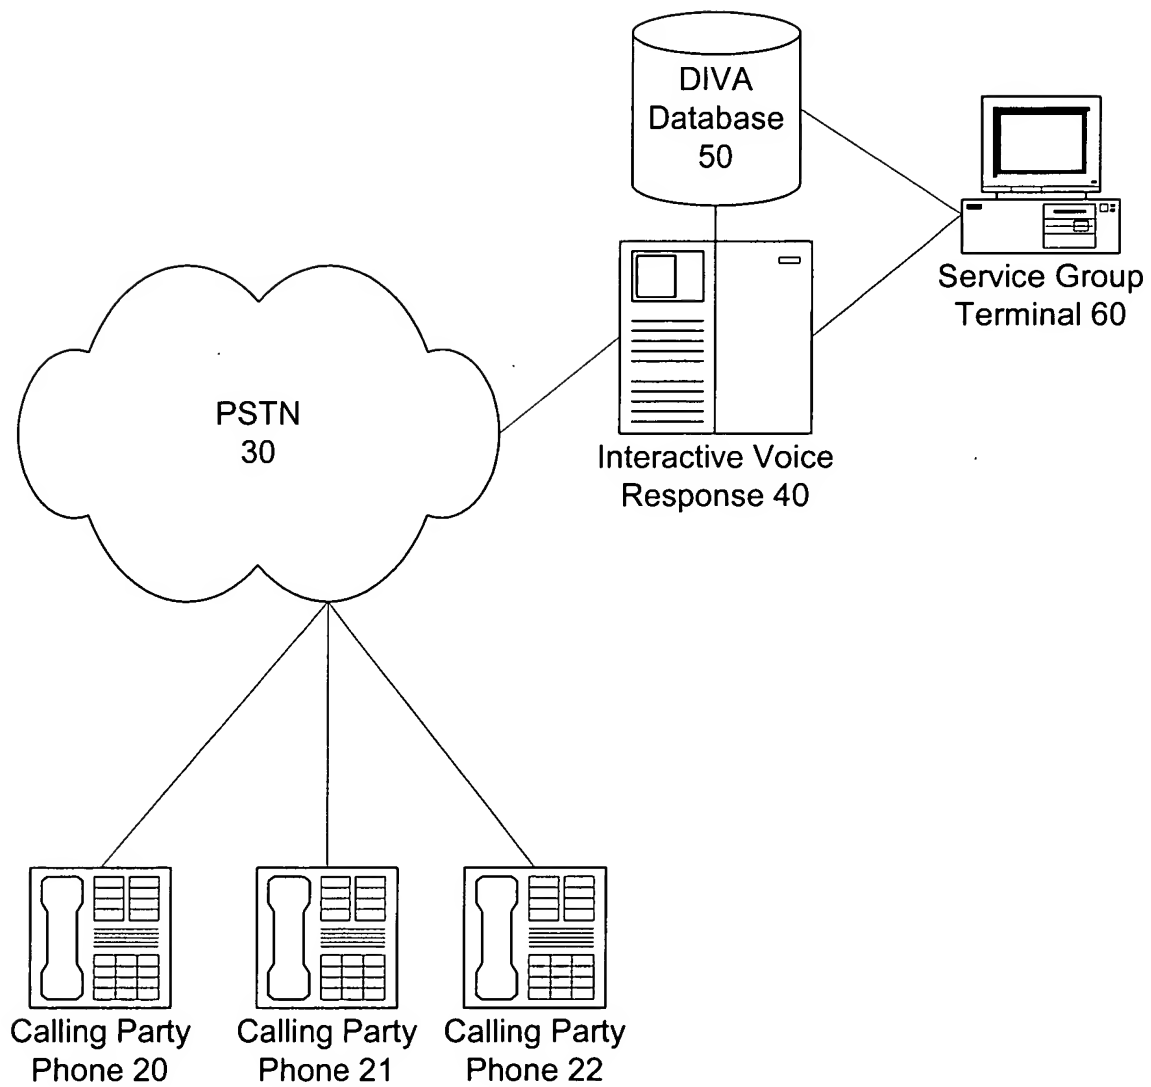 DIVA
Database
50
Service Group
Terminal 60
PSTN
30
Interactive Voice
Response 40
Calling Party
Phone 20
Calling Party
Phone 21
Calling Party
Phone 22